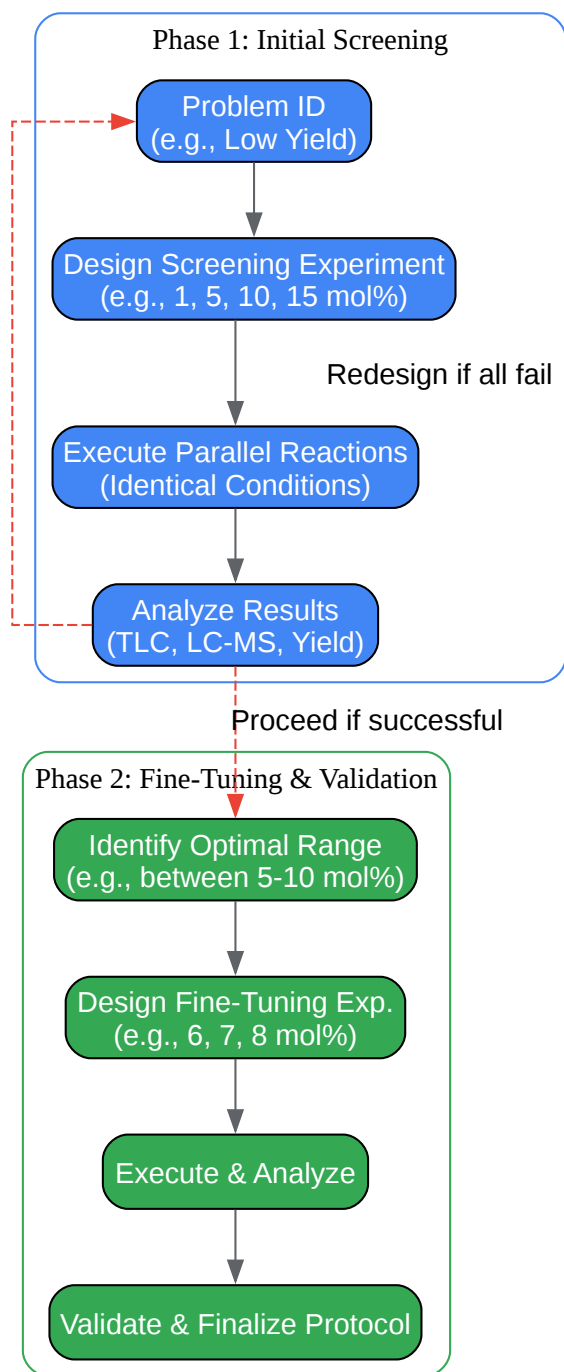 Phase 1: Initial Screening
Problem ID
(e.g., Low Yield)
Design Screening Experiment
(e.g., 1, 5, 10, 15 mol%)
Redesign if all fail
Execute Parallel Reactions
(Identical Conditions)
Analyze Results
(TLC, LC-MS, Yield)
Proceed if successful
Phase 2: Fine-Tuning & Validation
Identify Optimal Range
(e.g., between 5-10 mol%)
Design Fine-Tuning Exp.
(e.g., 6, 7, 8 mol%)
Execute & Analyze
Validate & Finalize Protocol